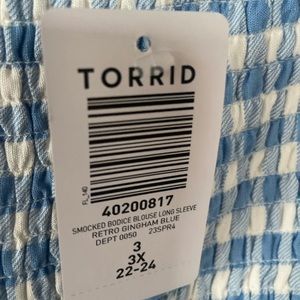 TORRID
40200817
SMOCKED BODICE BLOUSE LONG SLEEVE
RETRO GINGHAM BLUE
DEPT 0050 23SPR4
3
3X
22-24